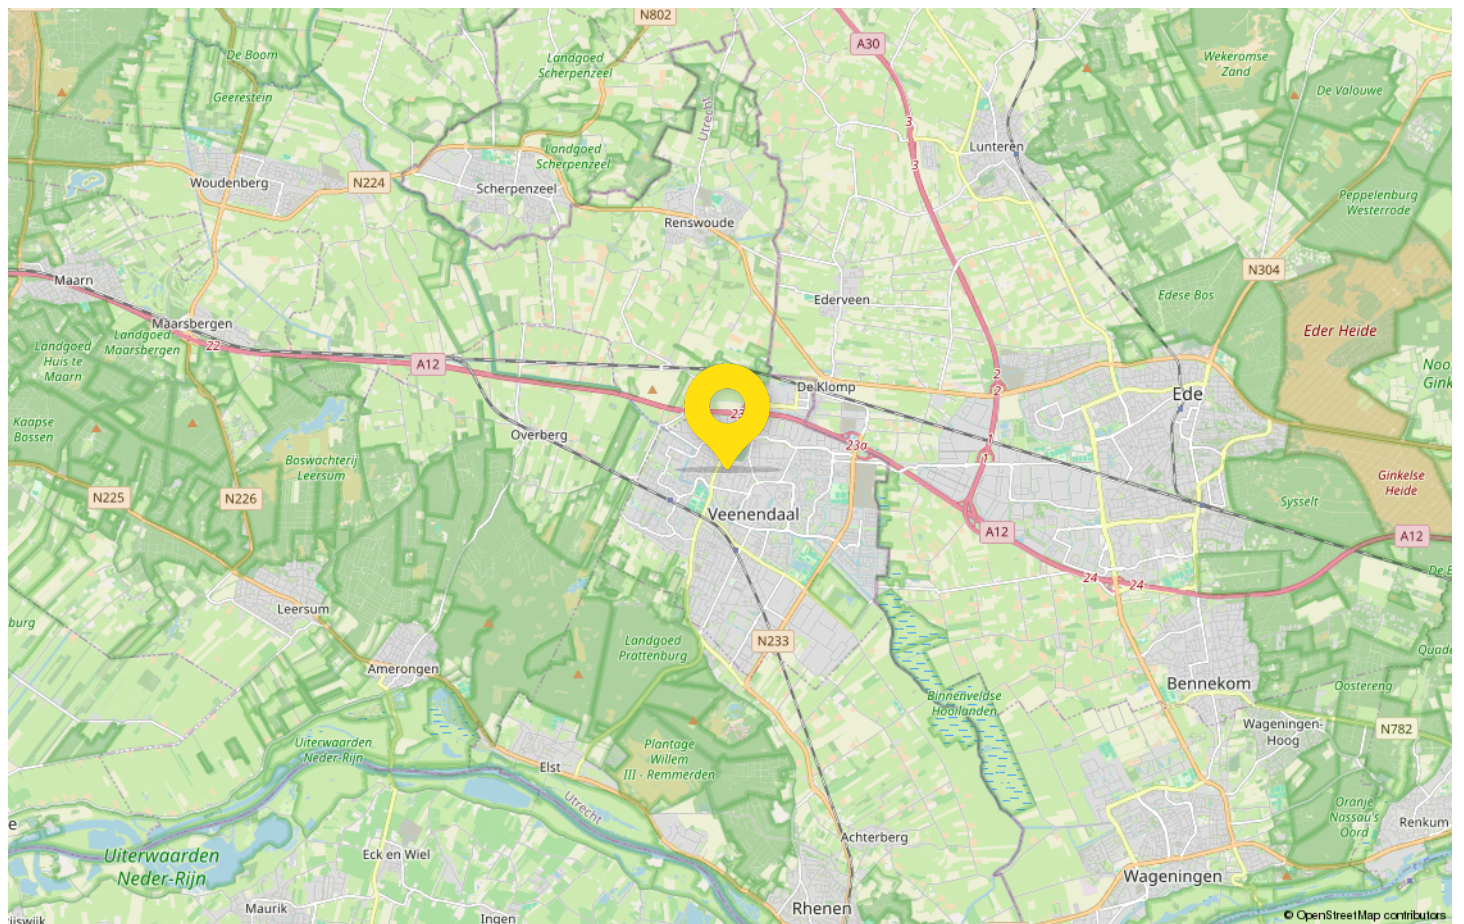 N802
A30
De Boom
Landgoed
Scherpenzeel
Wekeromse
Zand
Geerestein
De Valouwe
Utrecht
3
3
Landgoed
Scherpenzeel
Lunteren
Woudenberg
N224
Scherpenzeel
Peppelenburg
Westerrode
Renswoude
Maarn
N304
Ederveen
Edese Bos
Maarsbergen
Landgoed
Maarsbergen
22
Eder Heide
Landgoed
Huis te
Maarn
A12
2
2
De Klomp
Ede
Kaapse
Bossen
Overberg
23
23a
1
1
Boswachterij
Leersum
N225
N226
Ginkelse
Heide
Sysselt
Veenendaal
A12
A12
24
24
Leersum
Landgoed
Prattenburg
N233
Amerongen
Bennekom
Oostereng
Binnenveldse
Hooilanden
Wageningen-
Hoog
N782
Uiterwaarden
Neder-Rijn
Plantage
Willem
III - Remmerden
Elst
Utrecht
Oranje
Nassau's
Oord
Renkum
Achterberg
Uiterwaarden
Neder-Rijn
Eck en Wiel
Wageningen
Maurik
Rhenen
Ingen
© OpenStreetMap contributors